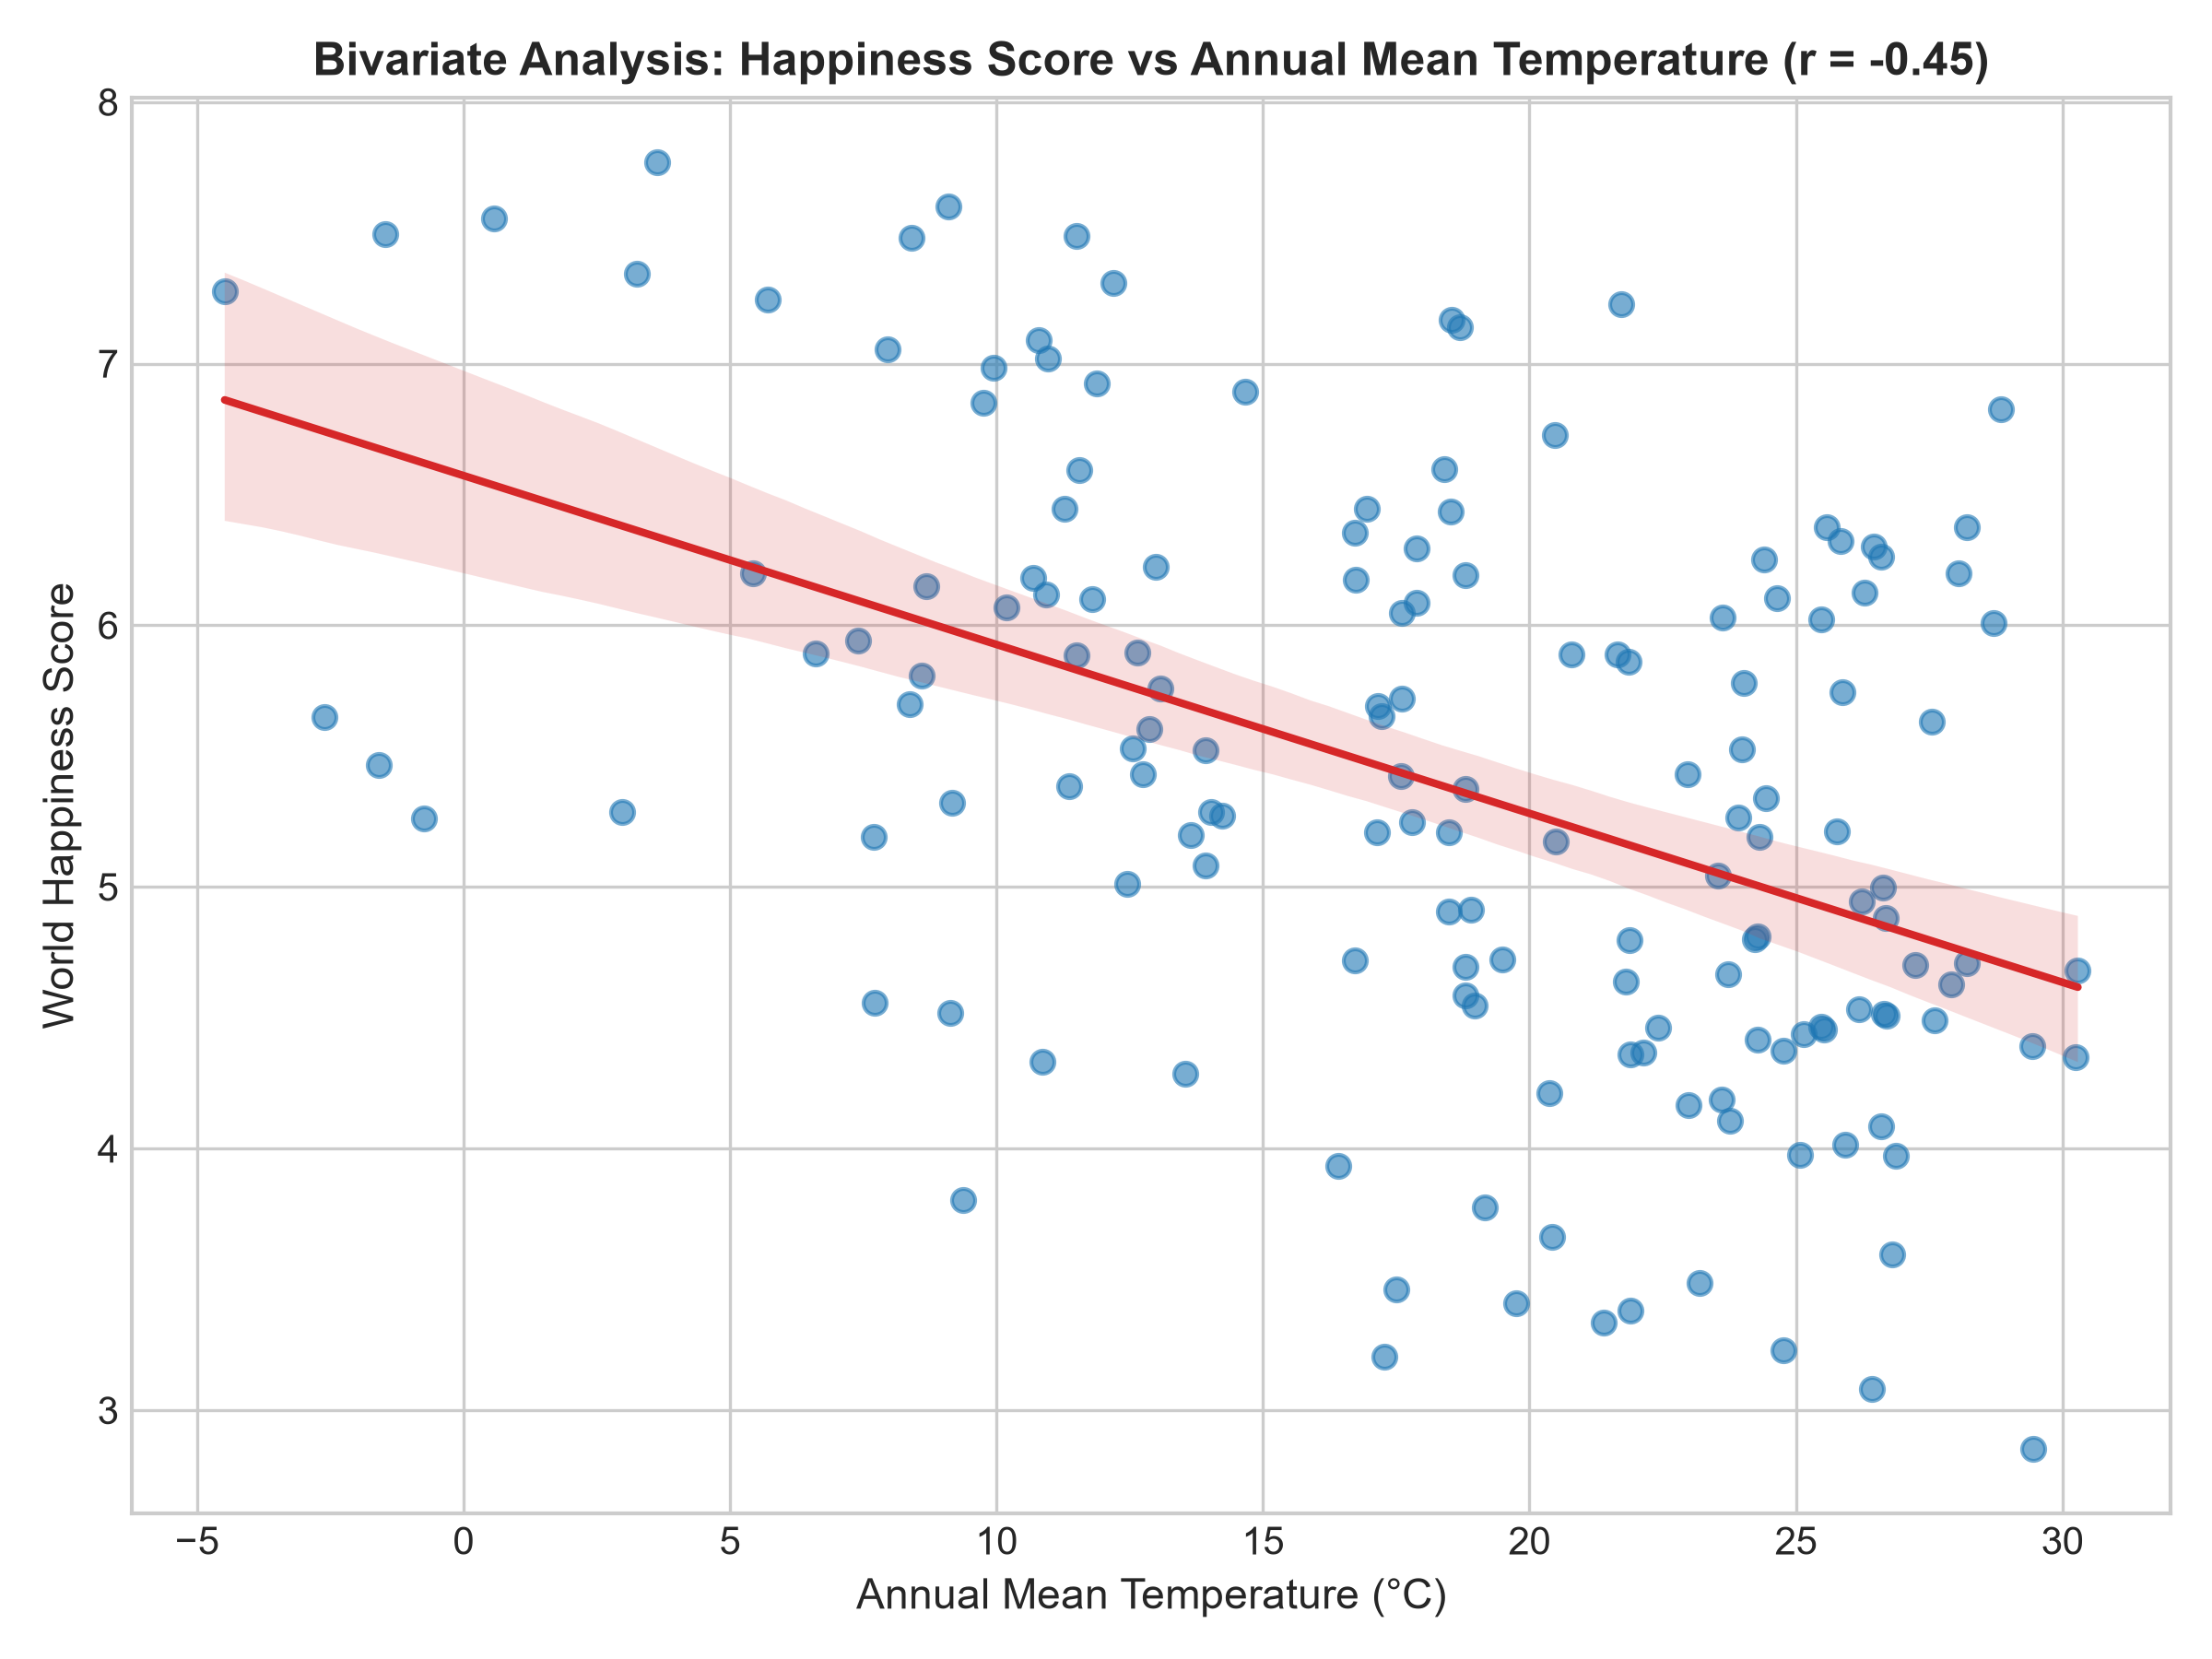 Bivariate Analysis: Happiness Score vs Annual Mean Temperature (r = -0.45)
World Happiness Score
8
7
6
5
4
3
−5 0 5 10 15 20 25 30
Annual Mean Temperature (°C)